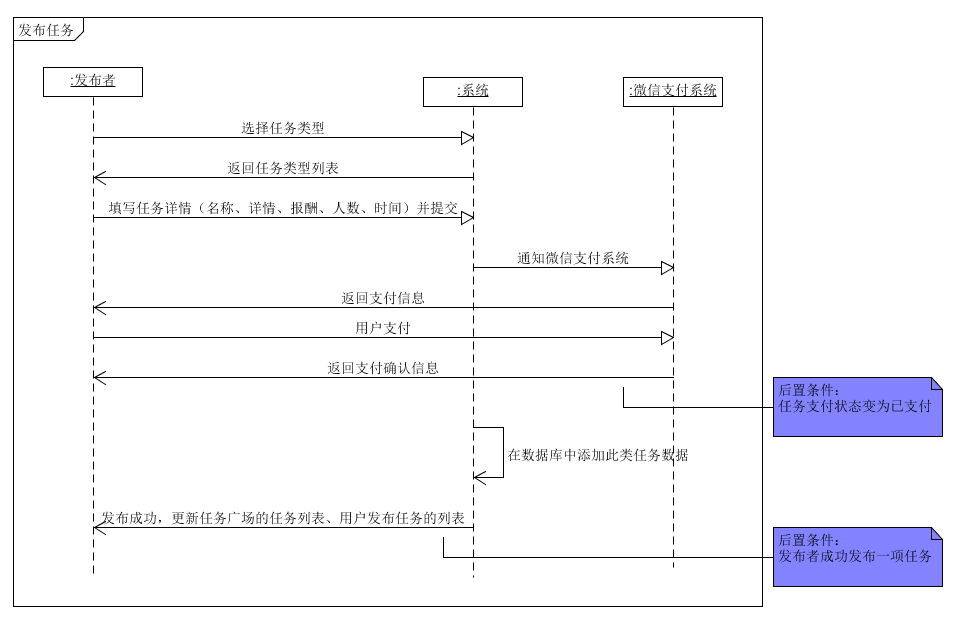 发布任务
:发布者
:系统
:微信支付系统
选择任务类型
返回任务类型列表
填写任务详情（名称、详情、报酬、人数、时间）并提交
通知微信支付系统
返回支付信息
用户支付
返回支付确认信息
后置条件：
任务支付状态变为已支付
在数据库中添加此类任务数据
发布成功，更新任务广场的任务列表、用户发布任务的列表
后置条件：
发布者成功发布一项任务